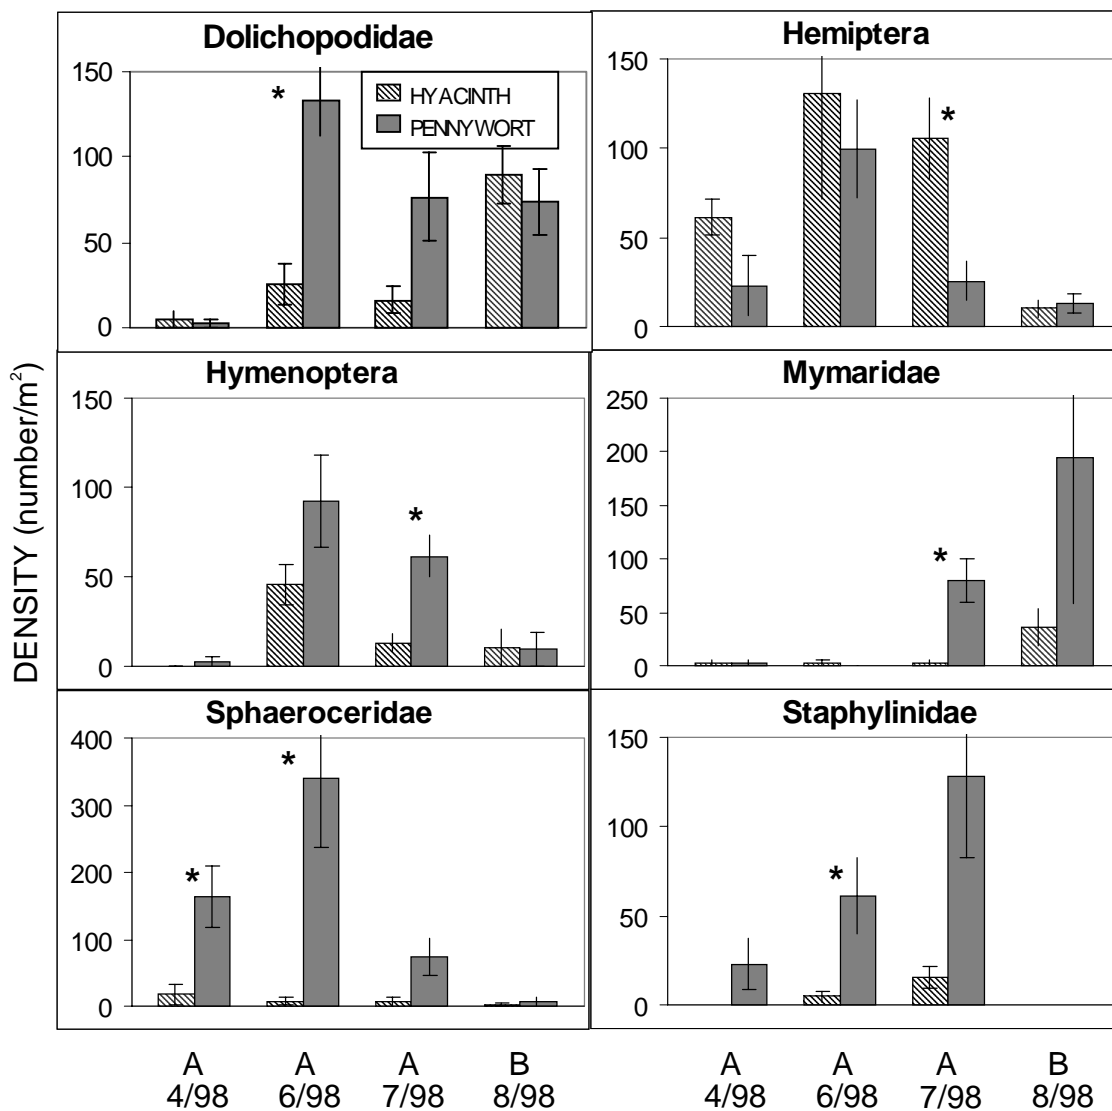 Dolichopodidae
150
100
50
0
*
HYACINTH
PENNYWORT
Hemiptera
150
100
50
0
*
Hymenoptera
150
100
50
0
*
Mymaridae
250
200
150
100
50
0
*
DENSITY (number/m²)
Sphaeroceridae
400
300
200
100
0
*
*
Staphylinidae
150
100
50
0
*
A A A B
4/98 6/98 7/98 8/98
A A A B
4/98 6/98 7/98 8/98